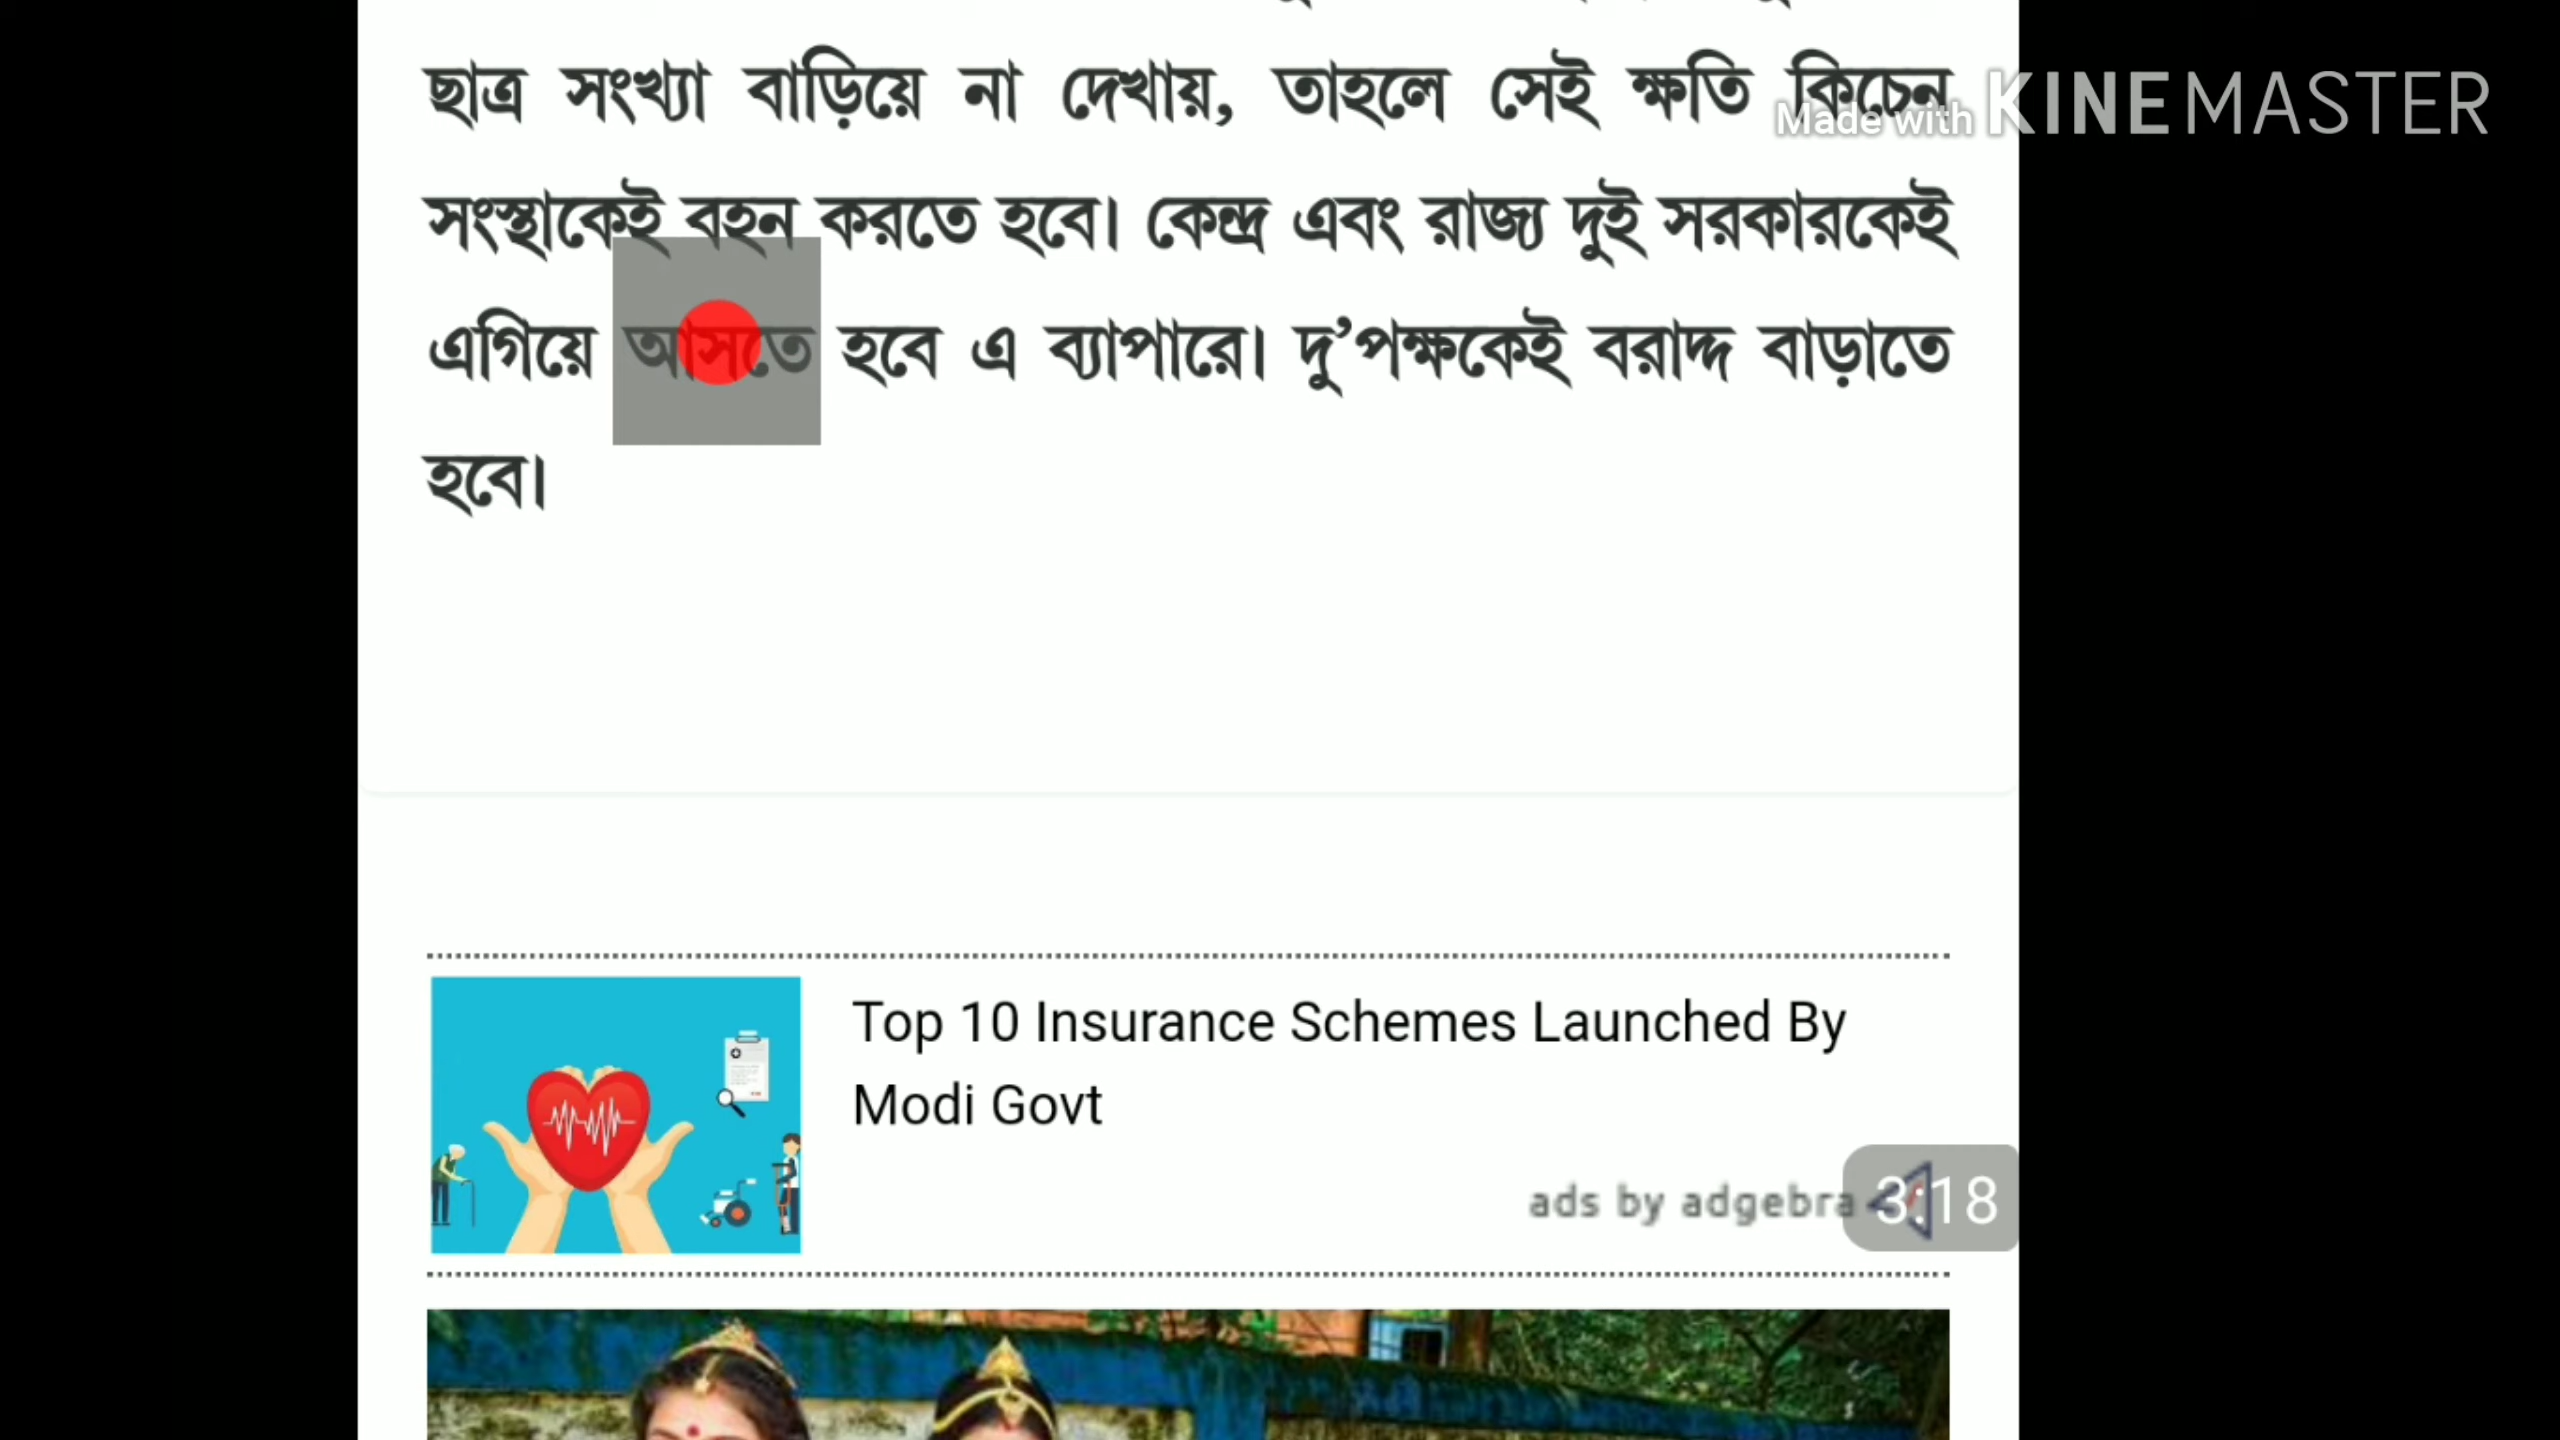 ছাত্র সংখ্যা বাড়িয়ে না দেখায়, তাহলে সেই ক্ষতি কিচেন
Made with KINEMASTER
সংস্থাকেই বহন করতে হবে। কেন্দ্র এবং রাজ্য দুই সরকারকেই
এগিয়ে আসতে হবে এ ব্যাপারে। দু’পক্ষকেই বরাদ্দ বাড়াতে
হবে।
Top 10 Insurance Schemes Launched By
Modi Govt
ads by adgebra
3:18